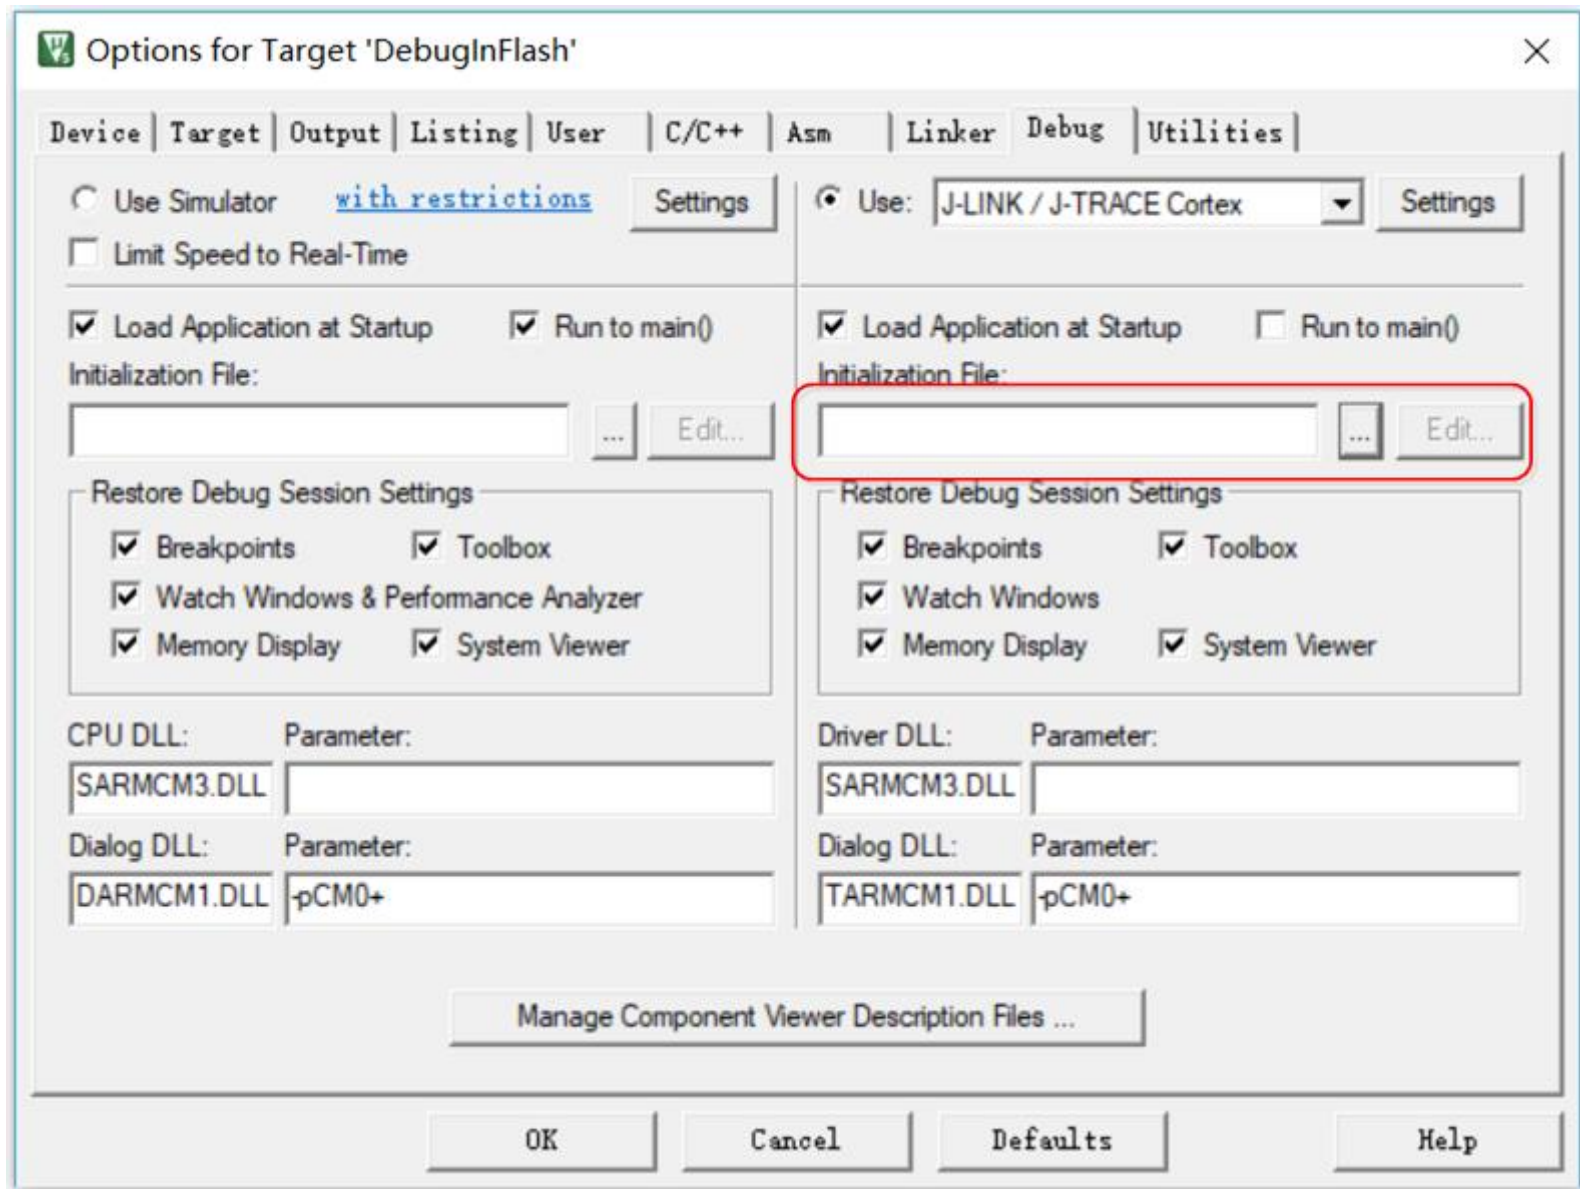 Options for Target 'DebugInFlash'
Device Target Output Listing User C/C++ Asm Linker Debug Utilities
Use Simulator with restrictions Settings Use: J-LINK / J-TRACE Cortex Settings
Limit Speed to Real-Time
Load Application at Startup Run to main() Load Application at Startup Run to main()
Initialization File: Initialization File:
... Edit... ... Edit...
Restore Debug Session Settings Restore Debug Session Settings
Breakpoints Toolbox Breakpoints Toolbox
Watch Windows & Performance Analyzer Watch Windows
Memory Display System Viewer Memory Display System Viewer
CPU DLL: Parameter: Driver DLL: Parameter:
SARMCM3.DLL SARMCM3.DLL
Dialog DLL: Parameter: Dialog DLL: Parameter:
DARMCM1.DLL -pCM0+ TARMCM1.DLL -pCM0+
Manage Component Viewer Description Files ...
OK Cancel Defaults Help